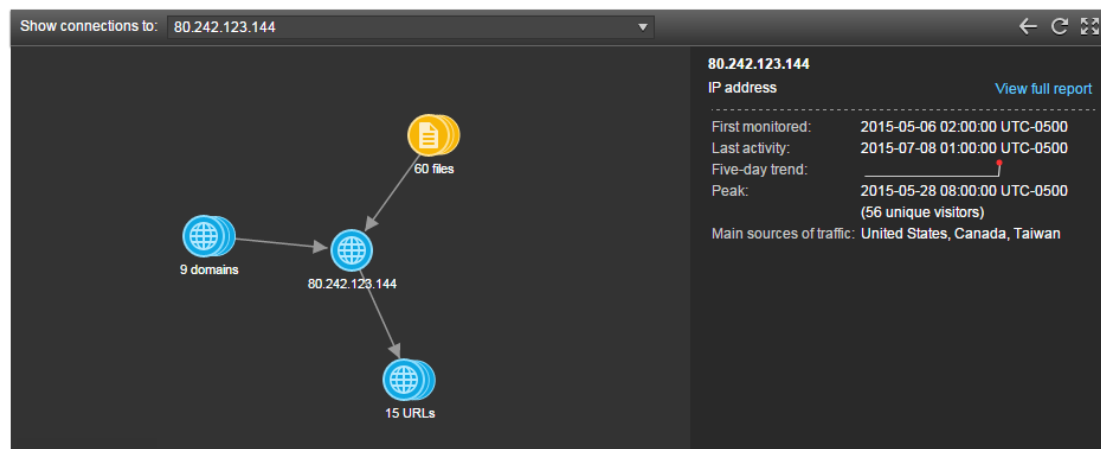 Show connections to: 80.242.123.144
60 files
9 domains
80.242.123.144
15 URLs
80.242.123.144
IP address View full report
First monitored: 2015-05-06 02:00:00 UTC-0500
Last activity: 2015-07-08 01:00:00 UTC-0500
Five-day trend:
Peak: 2015-05-28 08:00:00 UTC-0500
(56 unique visitors)
Main sources of traffic: United States, Canada, Taiwan